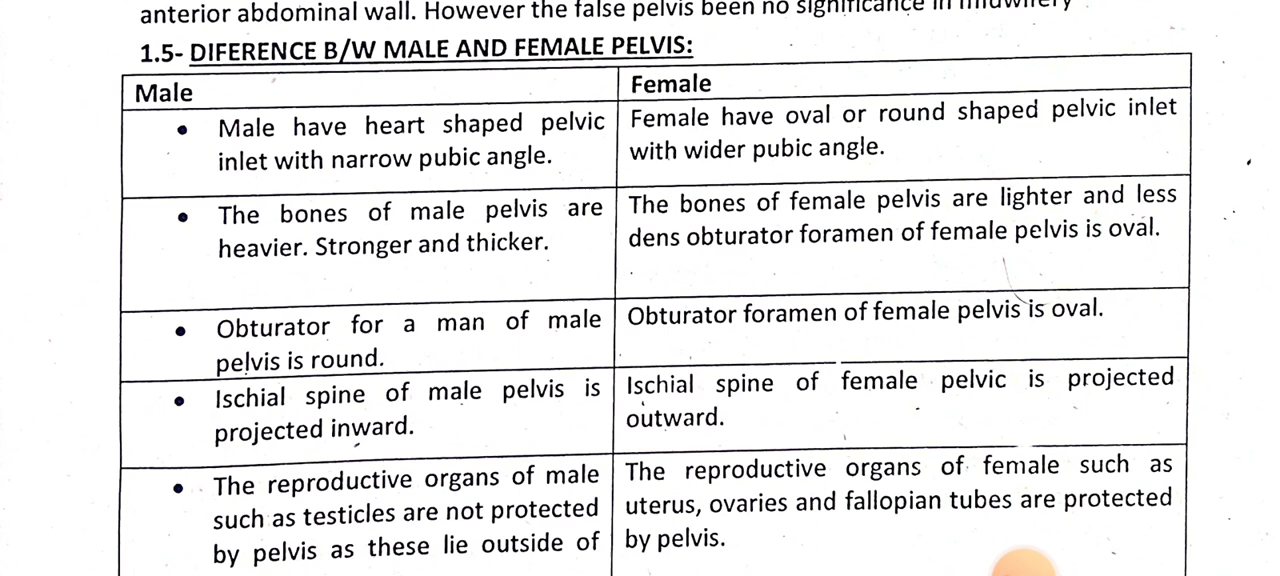 anterior abdominal wall. However the false pelvis been no significance in midwifery
1.5- DIFERENCE B/W MALE AND FEMALE PELVIS:
Male
Female
• Male have heart shaped pelvic
inlet with narrow pubic angle.
Female have oval or round shaped pelvic inlet
with wider pubic angle.
• The bones of male pelvis are
heavier. Stronger and thicker.
The bones of female pelvis are lighter and less
dens obturator foramen of female pelvis is oval.
• Obturator for a man of male
pelvis is round.
Obturator foramen of female pelvis is oval.
• Ischial spine of male pelvis is
projected inward.
Ischial spine of female pelvic is projected
outward.
• The reproductive organs of male
such as testicles are not protected
by pelvis as these lie outside of
The reproductive organs of female such as
uterus, ovaries and fallopian tubes are protected
by pelvis.